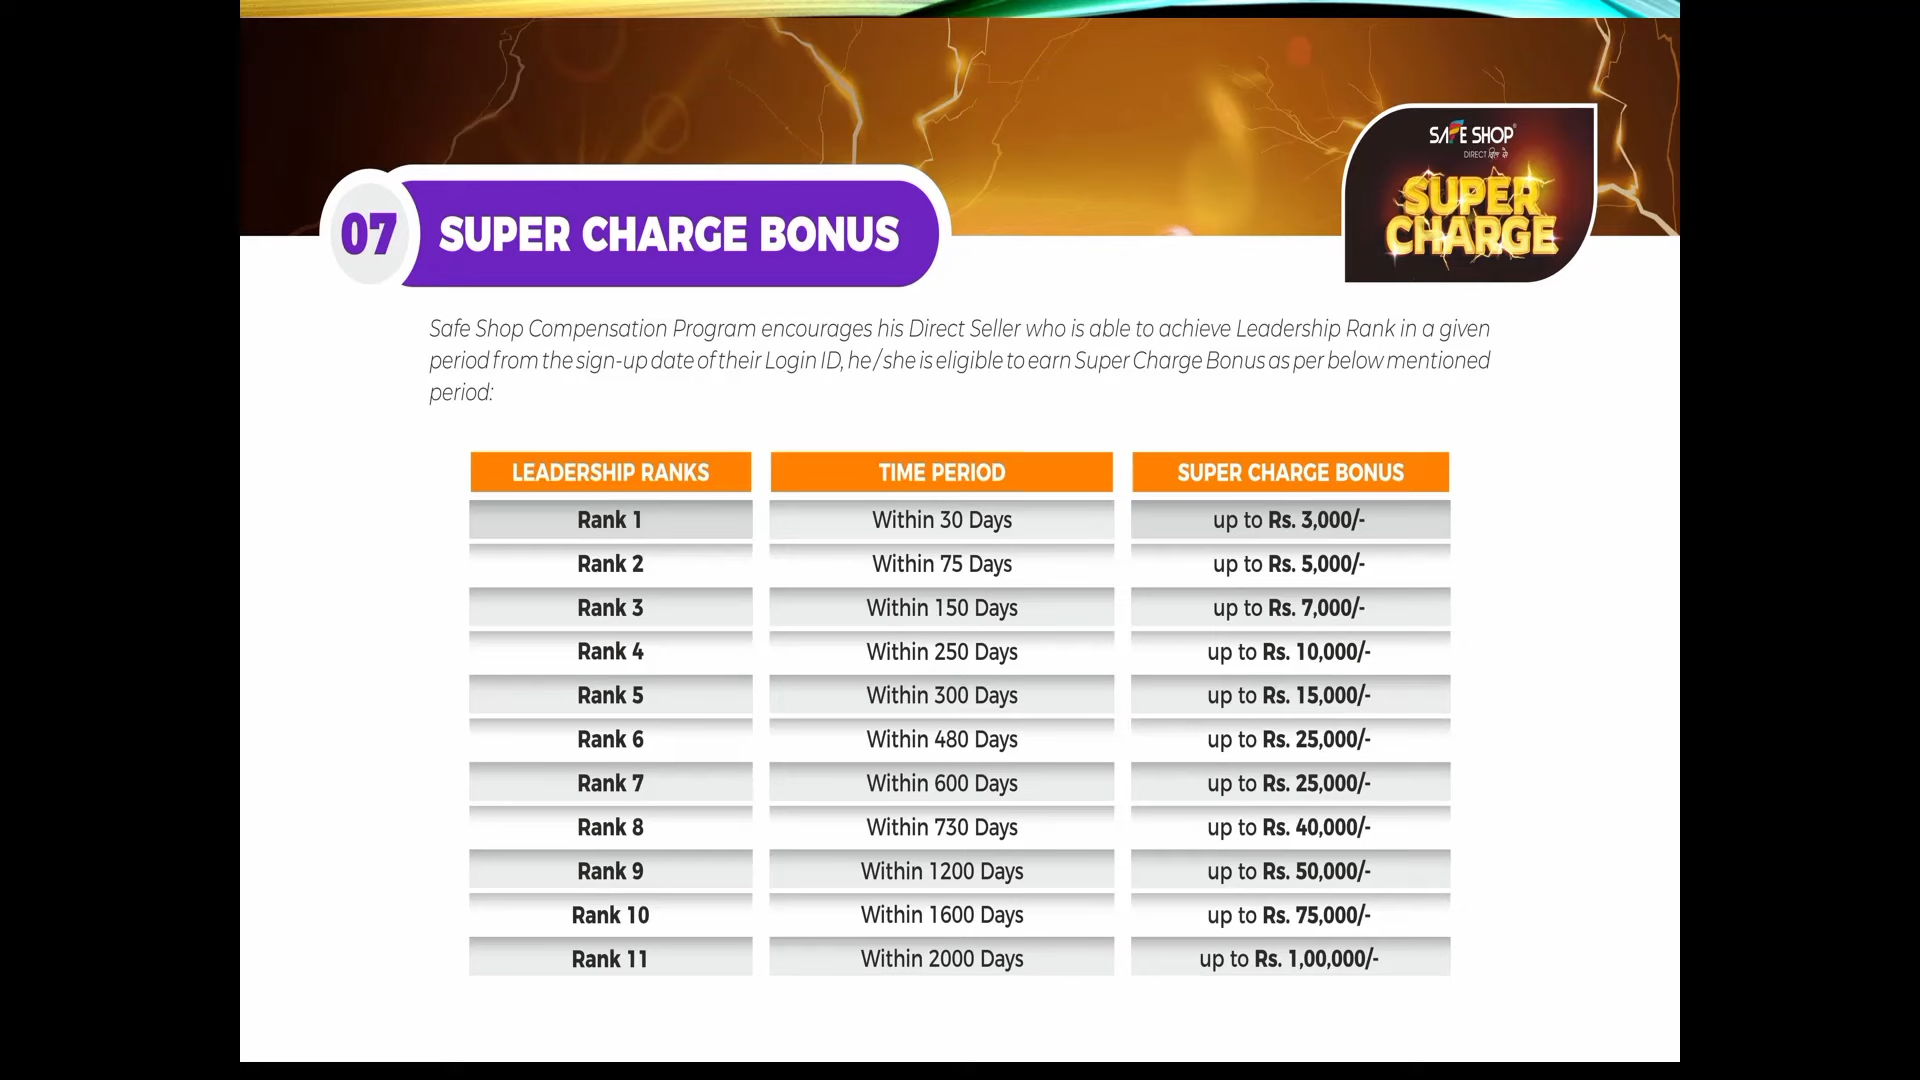 SAFE SHOP®
DIRECT दिल से
SUPER
CHARGE
07 SUPER CHARGE BONUS
Safe Shop Compensation Program encourages his Direct Seller who is able to achieve Leadership Rank in a given
period from the sign-up date of their Login ID, he/she is eligible to earn Super Charge Bonus as per below mentioned
period:
LEADERSHIP RANKS TIME PERIOD SUPER CHARGE BONUS
Rank 1 Within 30 Days up to Rs. 3,000/-
Rank 2 Within 75 Days up to Rs. 5,000/-
Rank 3 Within 150 Days up to Rs. 7,000/-
Rank 4 Within 250 Days up to Rs. 10,000/-
Rank 5 Within 300 Days up to Rs. 15,000/-
Rank 6 Within 480 Days up to Rs. 25,000/-
Rank 7 Within 600 Days up to Rs. 25,000/-
Rank 8 Within 730 Days up to Rs. 40,000/-
Rank 9 Within 1200 Days up to Rs. 50,000/-
Rank 10 Within 1600 Days up to Rs. 75,000/-
Rank 11 Within 2000 Days up to Rs. 1,00,000/-